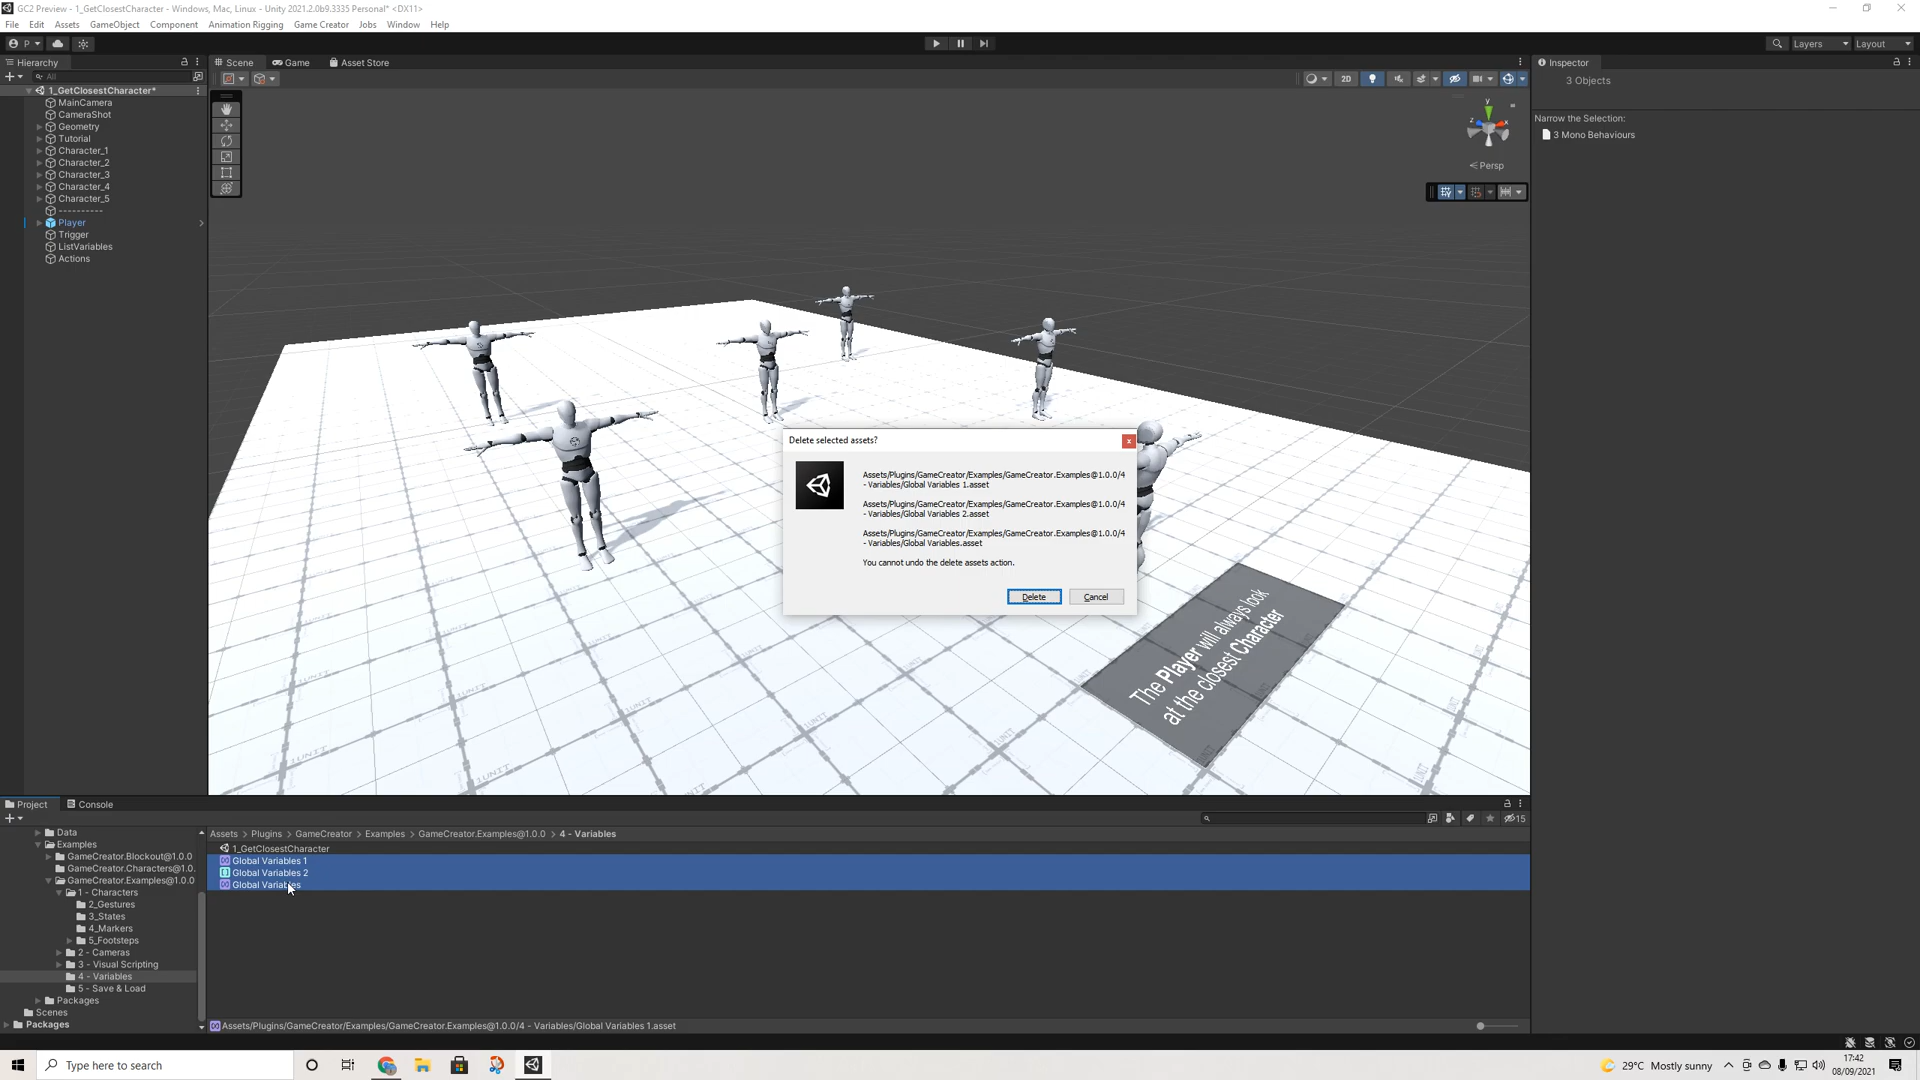 GC2 Preview - 1_GetClosestCharacter - Windows, Mac, Linux - Unity 2021.2.0b9.3335 Personal* <DX11>
File Edit Assets GameObject Component Animation Rigging Game Creator Jobs Window Help
P
Layers Layout
Hierarchy
All
1_GetClosestCharacter*
MainCamera
CameraShot
Geometry
Tutorial
Character_1
Character_2
Character_3
Character_4
Character_5
----------
Player
Trigger
ListVariables
Actions
Scene Game Asset Store
2D
y
z
x
Persp
The Player will always look
at the closest Character
Delete selected assets?
x
Assets/Plugins/GameCreator/Examples/GameCreator.Examples@1.0.0/4
- Variables/Global Variables 1.asset
Assets/Plugins/GameCreator/Examples/GameCreator.Examples@1.0.0/4
- Variables/Global Variables 2.asset
Assets/Plugins/GameCreator/Examples/GameCreator.Examples@1.0.0/4
- Variables/Global Variables.asset
You cannot undo the delete assets action.
Delete Cancel
Inspector
3 Objects
Narrow the Selection:
3 Mono Behaviours
Project Console
15
Data
Examples
GameCreator.Blockout@1.0.0
GameCreator.Characters@1.0.
GameCreator.Examples@1.0.0
1 - Characters
2_Gestures
3_States
4_Markers
5_Footsteps
2 - Cameras
3 - Visual Scripting
4 - Variables
5 - Save & Load
Packages
Scenes
Packages
Assets > Plugins > GameCreator > Examples > GameCreator.Examples@1.0.0 > 4 - Variables
1_GetClosestCharacter
Global Variables 1
Global Variables 2
Global Variables
Assets/Plugins/GameCreator/Examples/GameCreator.Examples@1.0.0/4 - Variables/Global Variables 1.asset
Type here to search
29°C Mostly sunny
17:42
08/09/2021